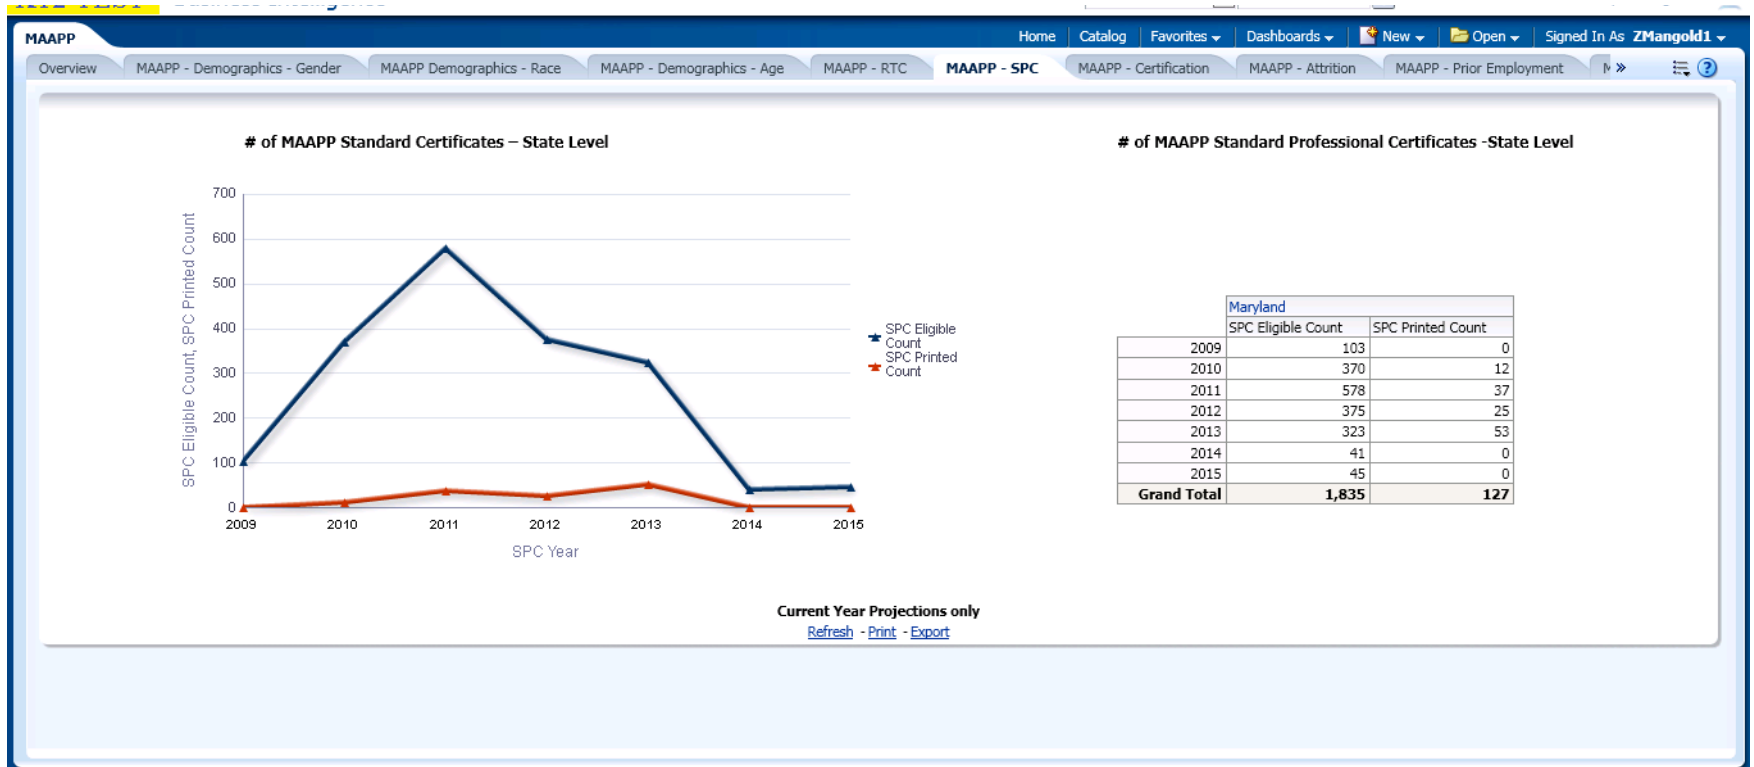 MAAPP
Home Catalog Favorites Dashboards New Open Signed In As ZMangold1
Overview MAAPP - Demographics - Gender MAAPP Demographics - Race MAAPP - Demographics - Age MAAPP - RTC MAAPP - SPC MAAPP - Certification MAAPP - Attrition MAAPP - Prior Employment »
# of MAAPP Standard Certificates – State Level
700
600
500
400
300
200
100
0
SPC Eligible Count, SPC Printed Count
2009 2010 2011 2012 2013 2014 2015
SPC Year
SPC Eligible
Count
SPC Printed
Count
# of MAAPP Standard Professional Certificates -State Level
Maryland
SPC Eligible Count SPC Printed Count
2009 103 0
2010 370 12
2011 578 37
2012 375 25
2013 323 53
2014 41 0
2015 45 0
Grand Total 1,835 127
Current Year Projections only
Refresh - Print - Export